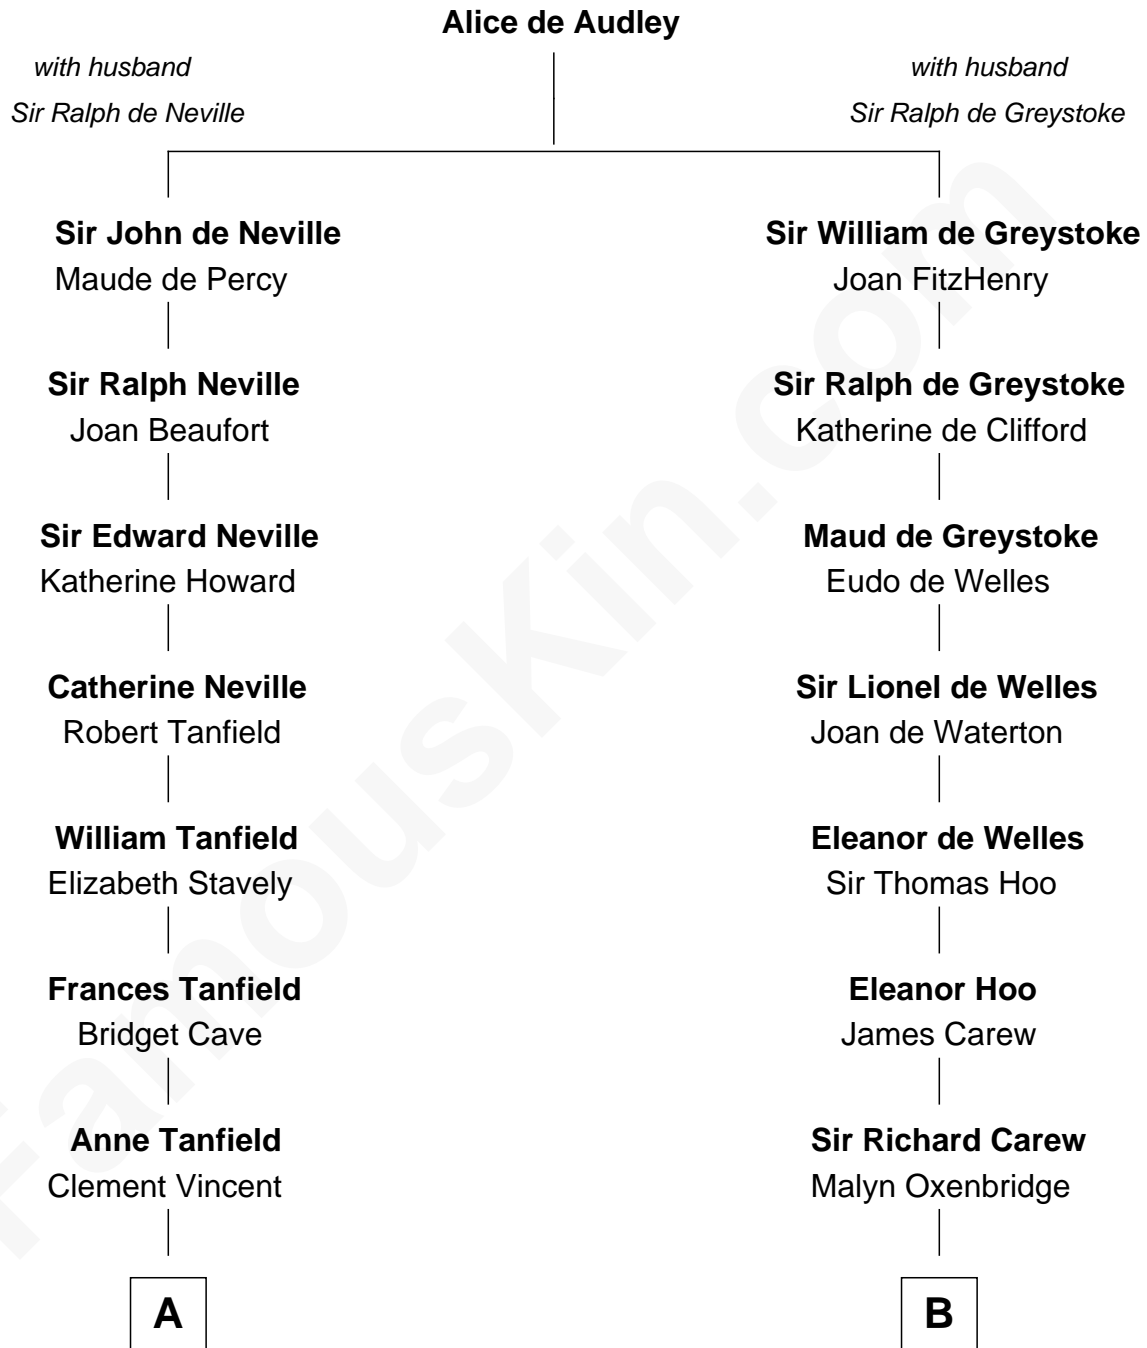 Alice de Audley
with husband
Sir Ralph de Neville
with husband
Sir Ralph de Greystoke
Sir John de Neville
Maude de Percy
Sir William de Greystoke
Joan FitzHenry
Sir Ralph Neville
Joan Beaufort
Sir Ralph de Greystoke
Katherine de Clifford
Sir Edward Neville
Katherine Howard
Maud de Greystoke
Eudo de Welles
Catherine Neville
Robert Tanfield
Sir Lionel de Welles
Joan de Waterton
William Tanfield
Elizabeth Stavely
Eleanor de Welles
Sir Thomas Hoo
Frances Tanfield
Bridget Cave
Eleanor Hoo
James Carew
Anne Tanfield
Clement Vincent
Sir Richard Carew
Malyn Oxenbridge
A
B
FamousKin.com